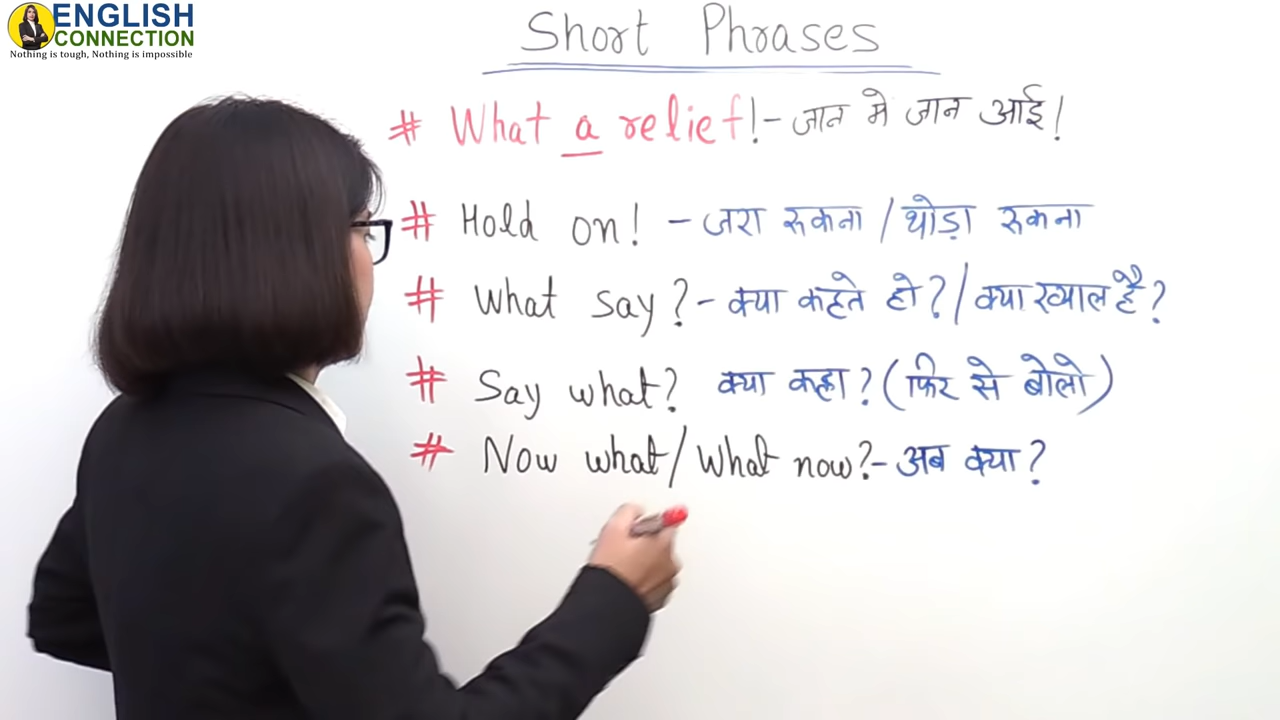 ENGLISH
CONNECTION
Nothing is tough, Nothing is impossible
Short Phrases
# What a relief! - जान मे जान आई!
# Hold on! - जरा रुकना / थोड़ा रुकना
# What say? - क्या कहते हो? / क्या ख्याल है?
# Say what? क्या कहा? (फिर से बोलो)
# Now what / What now? - अब क्या?